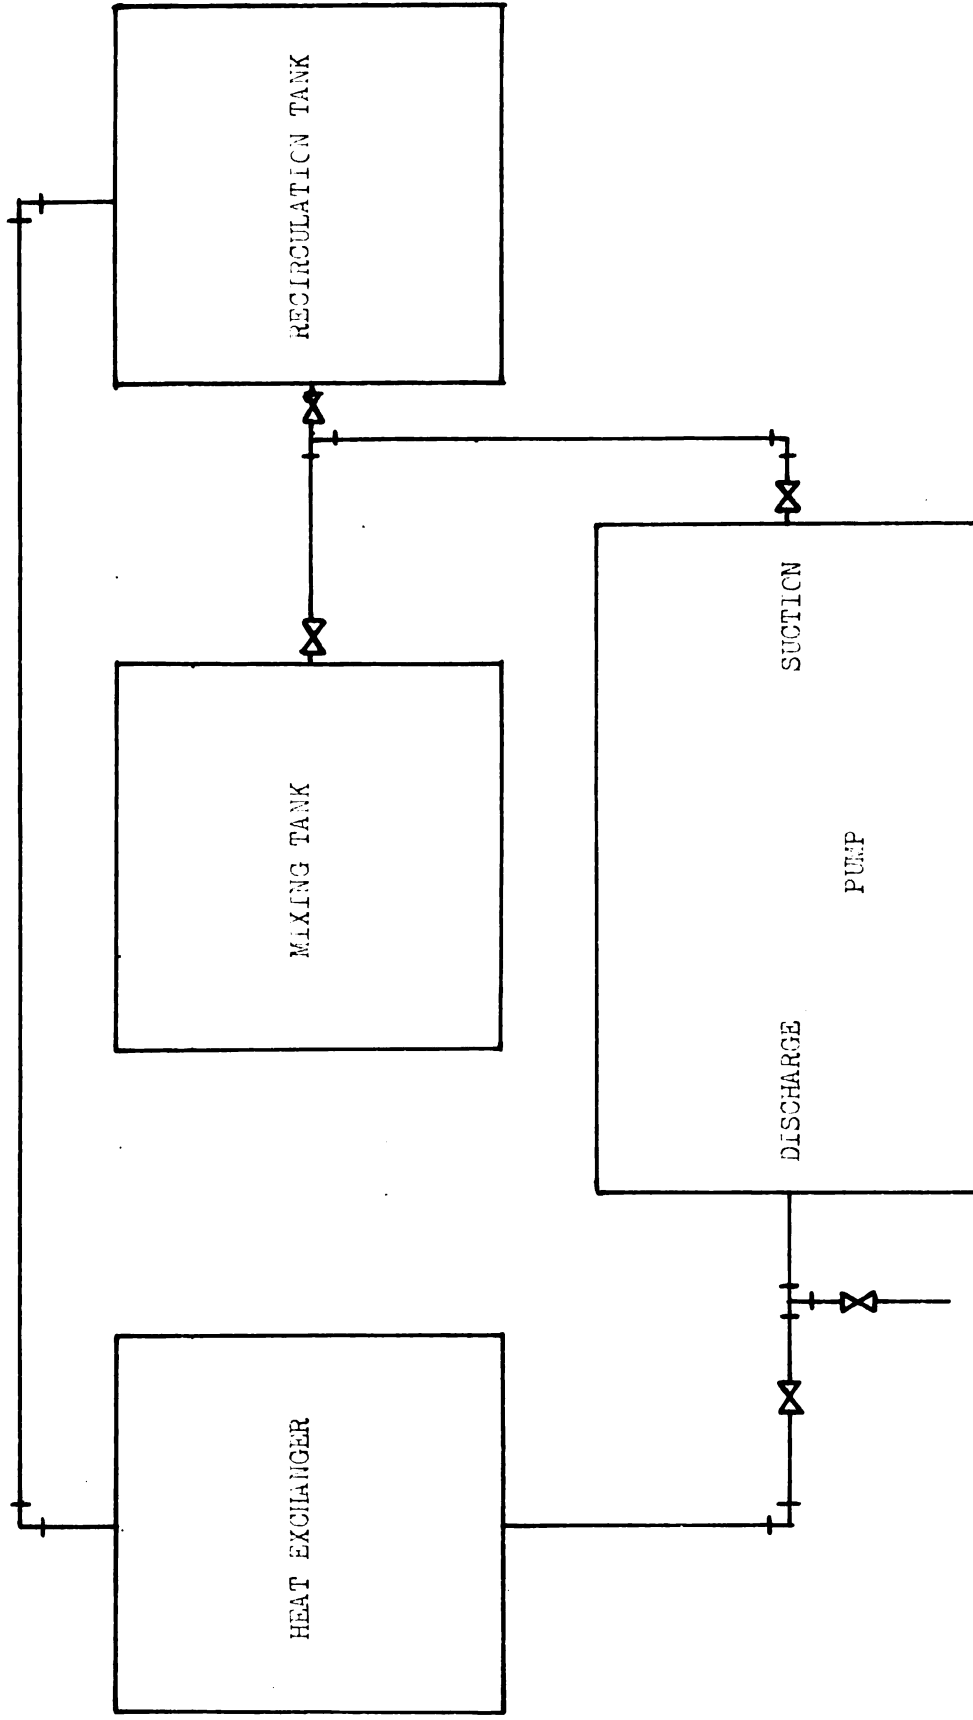 HEAT EXCHANGER
MIXING TANK
RECIRCULATION TANK
DISCHARGE
SUCTION
PUMP